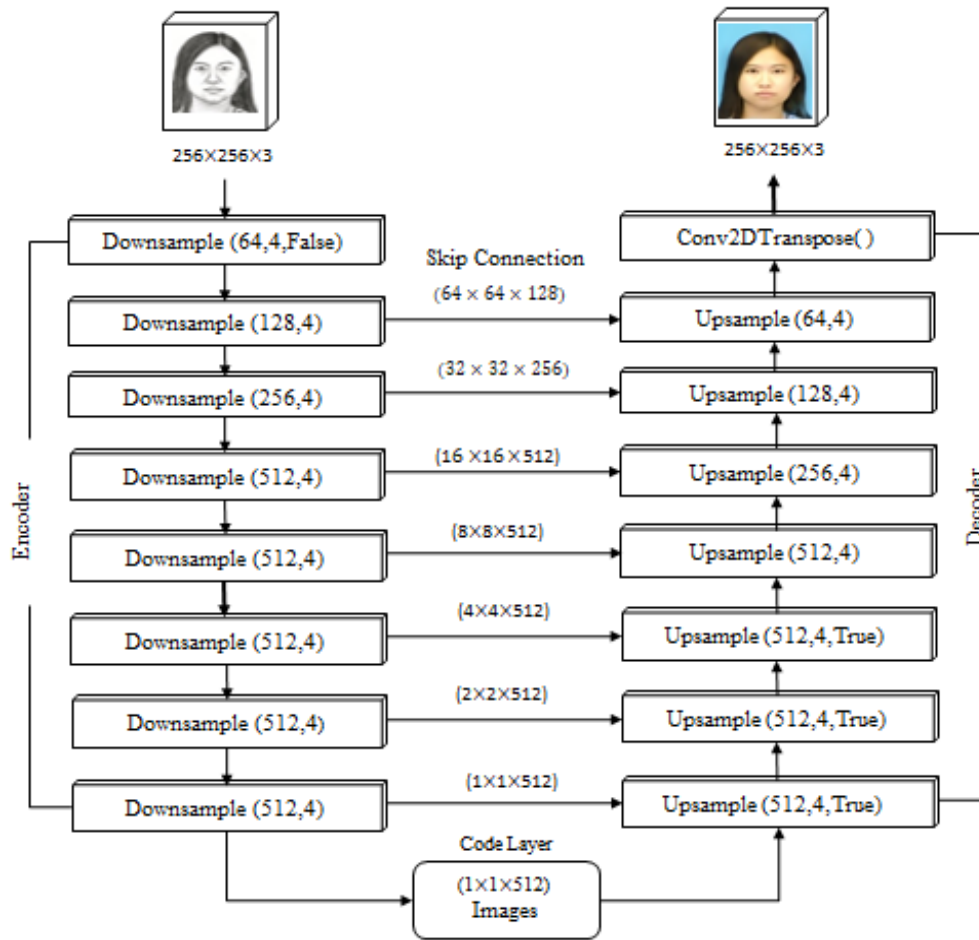 256×256×3
256×256×3
Downsample (64,4,False)
Conv2DTranspose( )
Skip Connection
(64 × 64 × 128)
Downsample (128,4)
Upsample (64,4)
(32 × 32 × 256)
Downsample (256,4)
Upsample (128,4)
(16 ×16 × 512)
Downsample (512,4)
Upsample (256,4)
Encoder
Decoder
(8×8×512)
Downsample (512,4)
Upsample (512,4)
(4×4×512)
Downsample (512,4)
Upsample (512,4,True)
(2×2×512)
Downsample (512,4)
Upsample (512,4,True)
(1×1×512)
Downsample (512,4)
Upsample (512,4,True)
Code Layer
(1×1×512)
Images